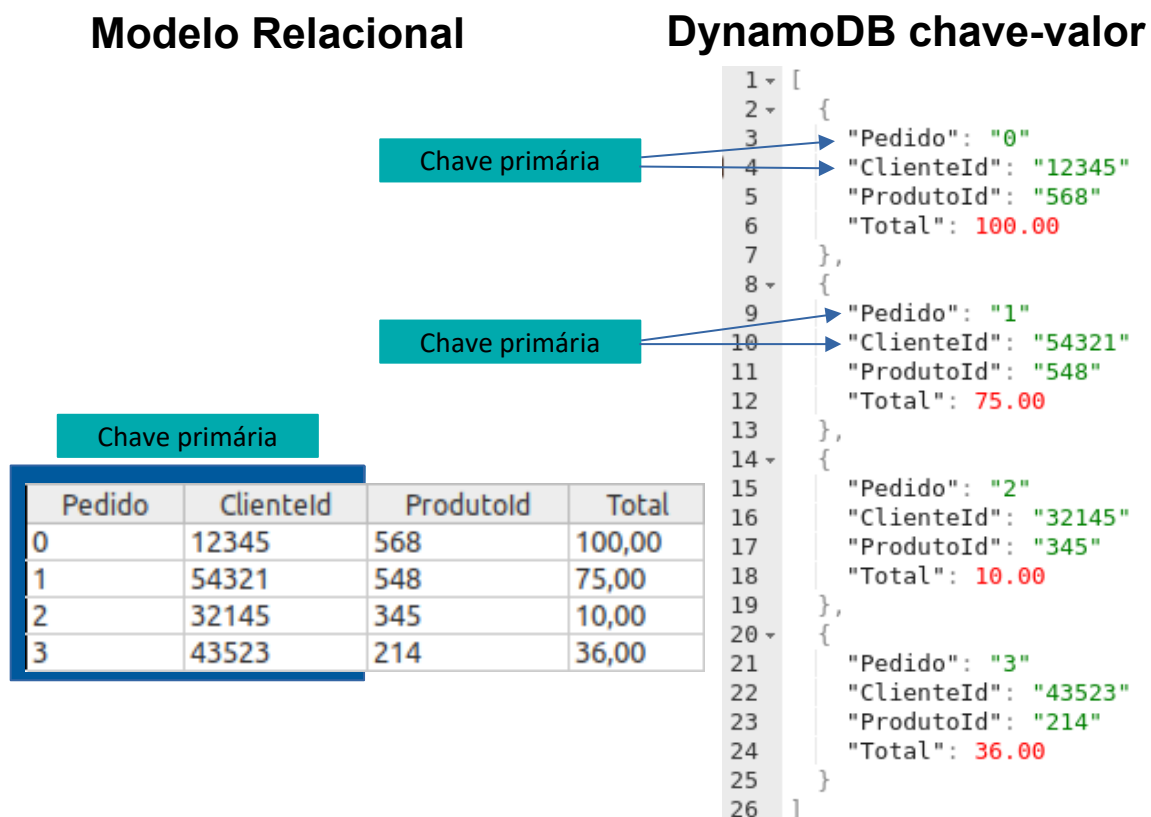 Modelo Relacional
DynamoDB chave-valor
Chave primária
Chave primária
Chave primária
Pedido ClienteId ProdutoId Total
0 12345 568 100,00
1 54321 548 75,00
2 32145 345 10,00
3 43523 214 36,00
1 [
2 {
3 "Pedido": "0"
4 "ClienteId": "12345"
5 "ProdutoId": "568"
6 "Total": 100.00
7 },
8 {
9 "Pedido": "1"
10 "ClienteId": "54321"
11 "ProdutoId": "548"
12 "Total": 75.00
13 },
14 {
15 "Pedido": "2"
16 "ClienteId": "32145"
17 "ProdutoId": "345"
18 "Total": 10.00
19 },
20 {
21 "Pedido": "3"
22 "ClienteId": "43523"
23 "ProdutoId": "214"
24 "Total": 36.00
25 }
26 ]